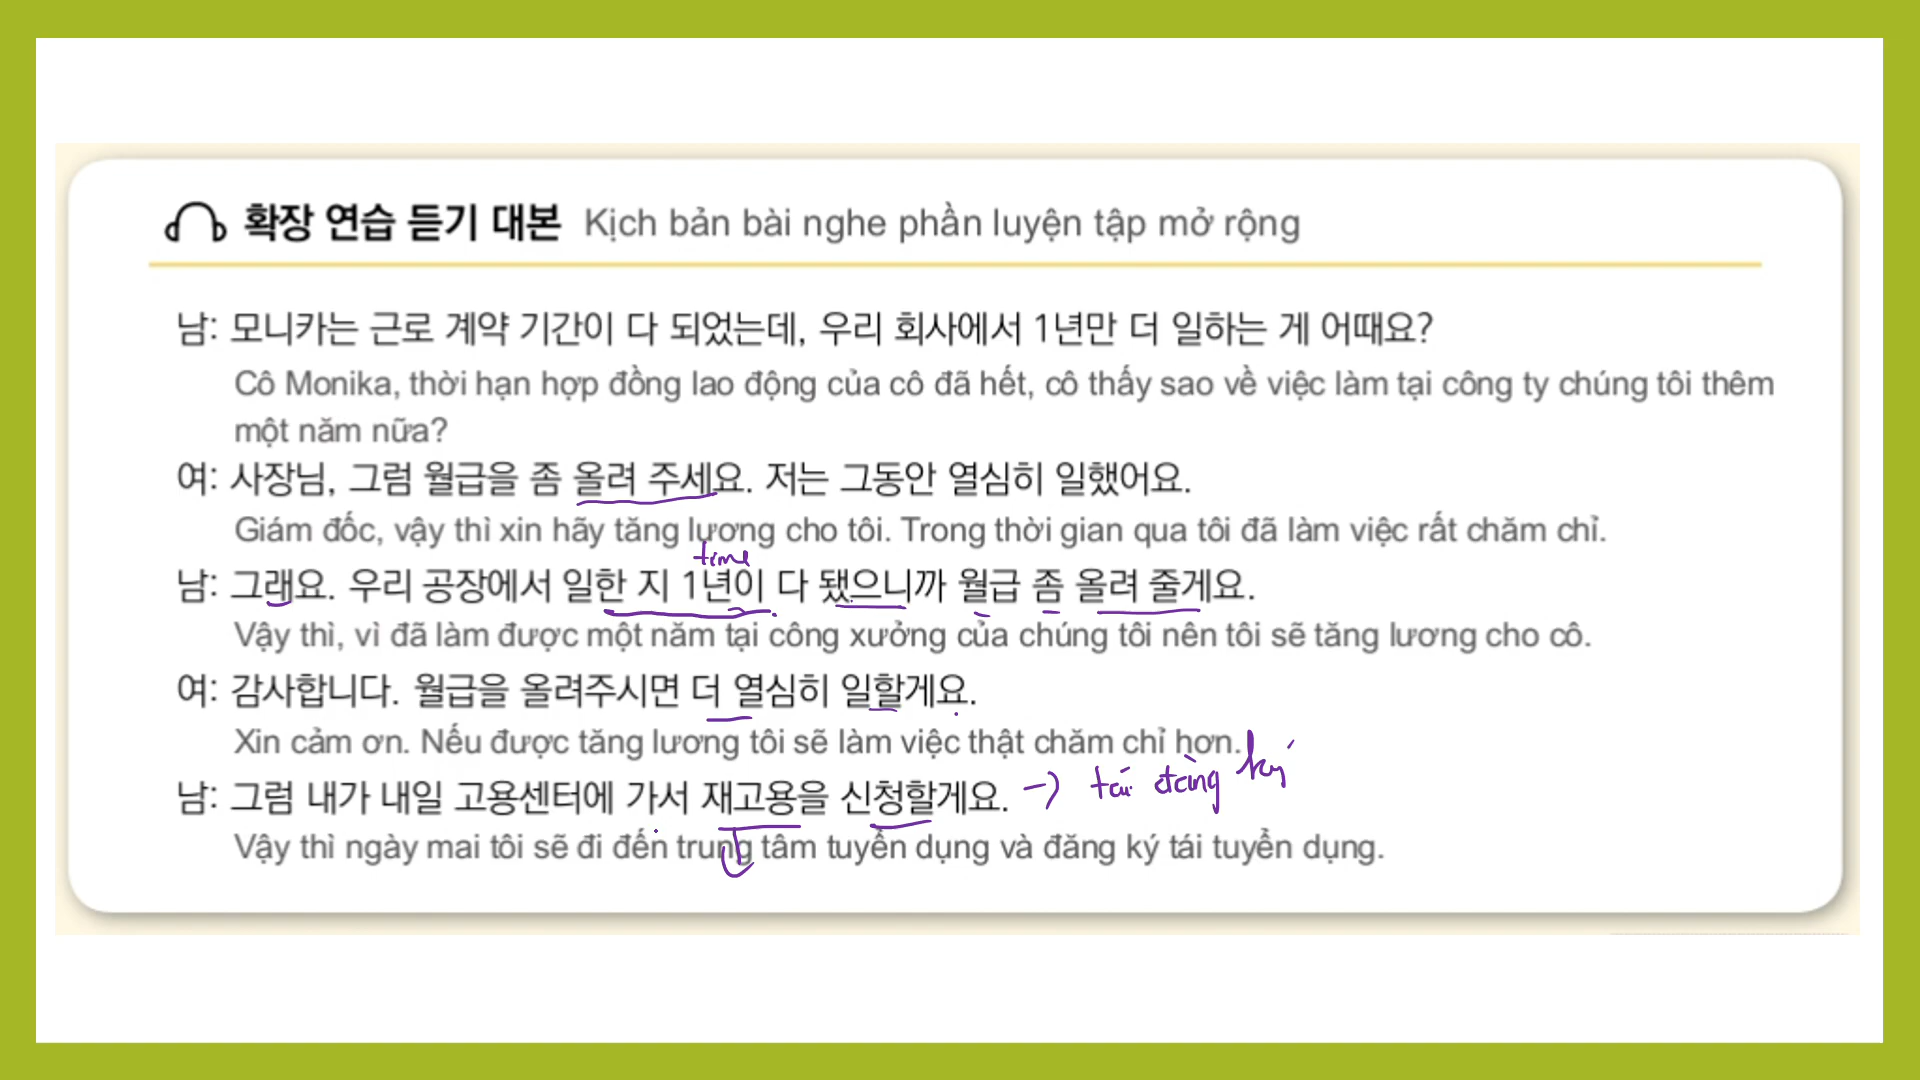 확장 연습 듣기 대본 Kịch bản bài nghe phần luyện tập mở rộng
남: 모니카는 근로 계약 기간이 다 되었는데, 우리 회사에서 1년만 더 일하는 게 어때요?
Cô Monika, thời hạn hợp đồng lao động của cô đã hết, cô thấy sao về việc làm tại công ty chúng tôi thêm
một năm nữa?
여: 사장님, 그럼 월급을 좀 올려 주세요. 저는 그동안 열심히 일했어요.
Giám đốc, vậy thì xin hãy tăng lương cho tôi. Trong thời gian qua tôi đã làm việc rất chăm chỉ.
time
남: 그래요. 우리 공장에서 일한 지 1년이 다 됐으니까 월급 좀 올려 줄게요.
Vậy thì, vì đã làm được một năm tại công xưởng của chúng tôi nên tôi sẽ tăng lương cho cô.
여: 감사합니다. 월급을 올려주시면 더 열심히 일할게요.
Xin cảm ơn. Nếu được tăng lương tôi sẽ làm việc thật chăm chỉ hơn.
남: 그럼 내가 내일 고용센터에 가서 재고용을 신청할게요. → tái đăng ký
Vậy thì ngày mai tôi sẽ đi đến trung tâm tuyển dụng và đăng ký tái tuyển dụng.